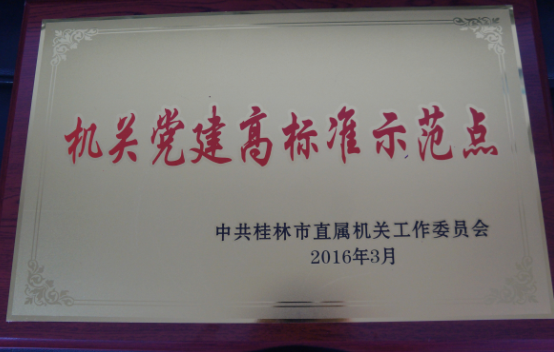 机关党建高标准示范点
中共桂林市直属机关工作委员会
2016年3月